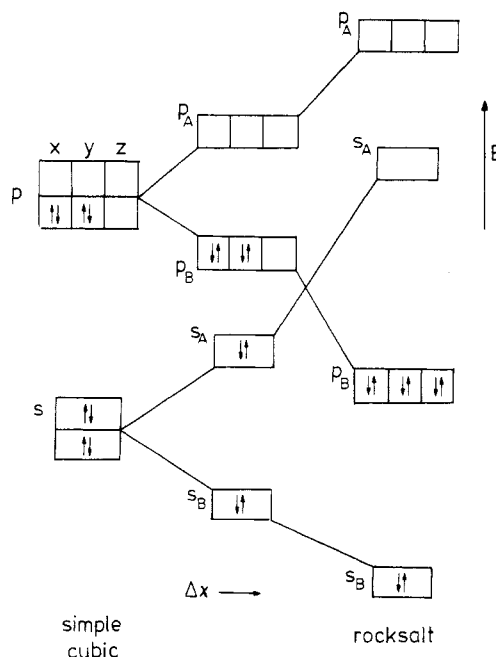 p_A
p_A
x y z
s_A
E
p
p_B
s_A
p_B
s
s_B
Δx
s_B
simple
cubic
rocksalt